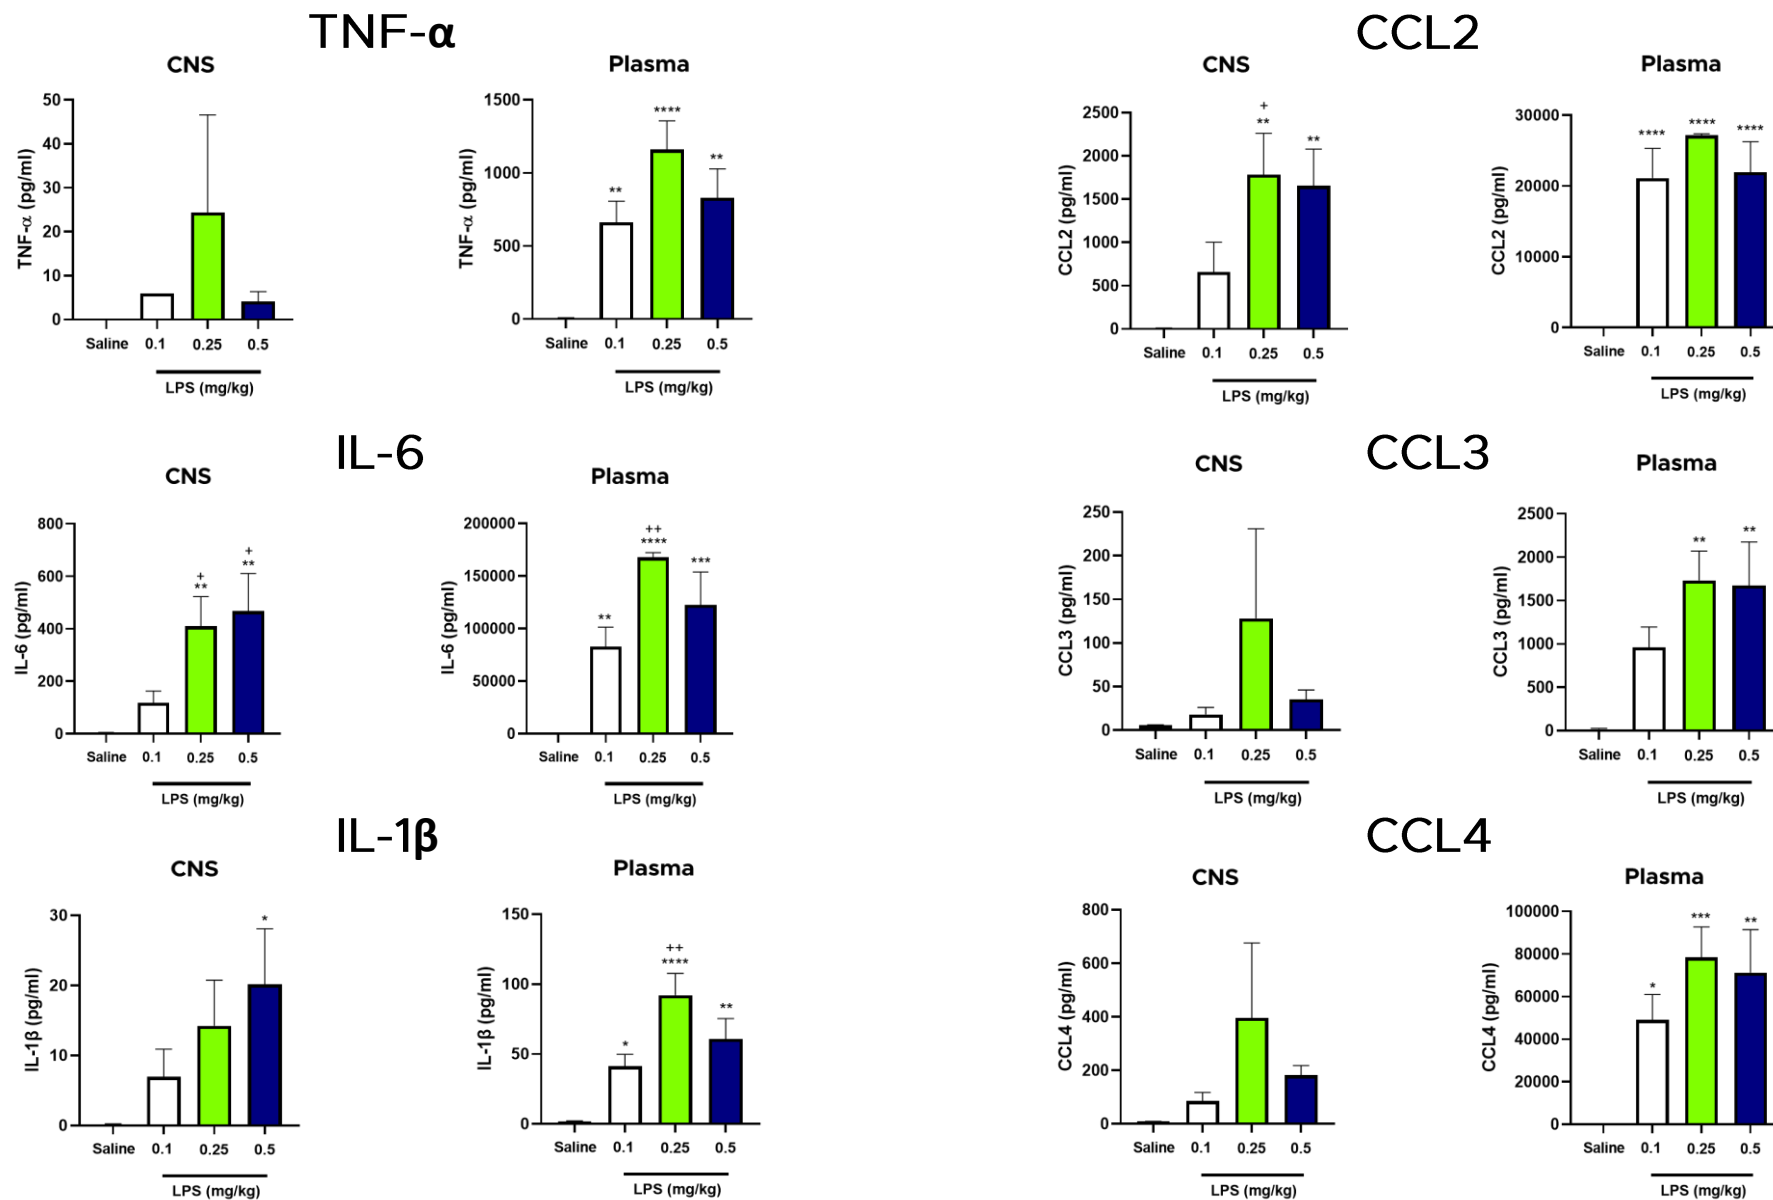 TNF-α
CNS
50
40
30
20
10
0
TNF-α (pg/ml)
Saline 0.1 0.25 0.5
LPS (mg/kg)
Plasma
1500
1000
500
0
TNF-α (pg/ml)
**
****
**
Saline 0.1 0.25 0.5
LPS (mg/kg)
CCL2
CNS
2500
2000
1500
1000
500
0
CCL2 (pg/ml)
+
**
**
Saline 0.1 0.25 0.5
LPS (mg/kg)
Plasma
30000
20000
10000
0
CCL2 (pg/ml)
****
****
****
Saline 0.1 0.25 0.5
LPS (mg/kg)
IL-6
CNS
800
600
400
200
0
IL-6 (pg/ml)
+
**
+
**
Saline 0.1 0.25 0.5
LPS (mg/kg)
Plasma
200000
150000
100000
50000
0
IL-6 (pg/ml)
**
++
****
***
Saline 0.1 0.25 0.5
LPS (mg/kg)
CCL3
CNS
250
200
150
100
50
0
CCL3 (pg/ml)
Saline 0.1 0.25 0.5
LPS (mg/kg)
Plasma
2500
2000
1500
1000
500
0
CCL3 (pg/ml)
**
**
Saline 0.1 0.25 0.5
LPS (mg/kg)
IL-1β
CNS
30
20
10
0
IL-1β (pg/ml)
*
Saline 0.1 0.25 0.5
LPS (mg/kg)
Plasma
150
100
50
0
IL-1β (pg/ml)
*
++
****
**
Saline 0.1 0.25 0.5
LPS (mg/kg)
CCL4
CNS
800
600
400
200
0
CCL4 (pg/ml)
Saline 0.1 0.25 0.5
LPS (mg/kg)
Plasma
100000
80000
60000
40000
20000
0
CCL4 (pg/ml)
*
***
**
Saline 0.1 0.25 0.5
LPS (mg/kg)